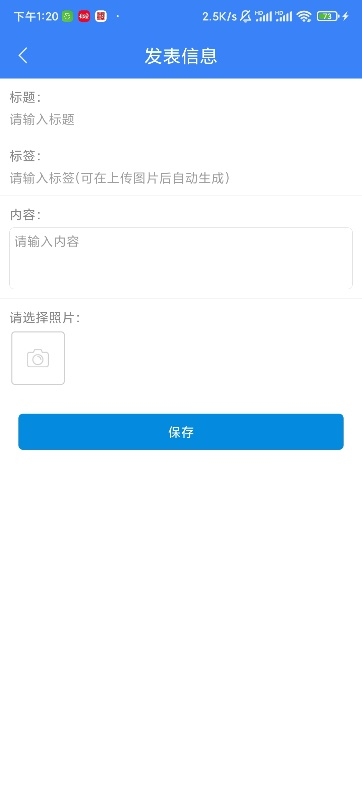 下午1:20
2.5K/s
HD
HD
73
发表信息
标题：
请输入标题
标签：
请输入标签(可在上传图片后自动生成)
内容：
请输入内容
请选择照片：
保存